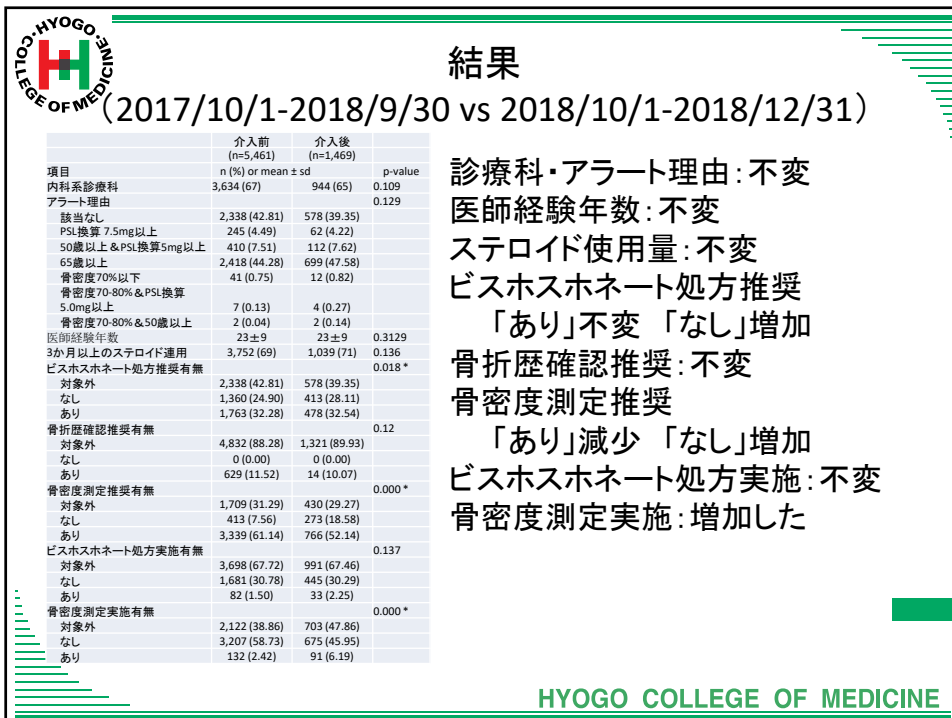 HYOGO COLLEGE OF MEDICINE
結果
(2017/10/1-2018/9/30 vs 2018/10/1-2018/12/31)
介入前 介入後
(n=5,461) (n=1,469)
項目 n (%) or mean ± sd p-value
内科系診療科 3,634 (67) 944 (65) 0.109
アラート理由 0.129
該当なし 2,338 (42.81) 578 (39.35)
PSL換算 7.5mg以上 245 (4.49) 62 (4.22)
50歳以上&PSL換算5mg以上 410 (7.51) 112 (7.62)
65歳以上 2,418 (44.28) 699 (47.58)
骨密度70%以下 41 (0.75) 12 (0.82)
骨密度70-80%&PSL換算
5.0mg以上 7 (0.13) 4 (0.27)
骨密度70-80%&50歳以上 2 (0.04) 2 (0.14)
医師経験年数 23±9 23±9 0.3129
3か月以上のステロイド連用 3,752 (69) 1,039 (71) 0.136
ビスホスホネート処方推奨有無 0.018 *
対象外 2,338 (42.81) 578 (39.35)
なし 1,360 (24.90) 413 (28.11)
あり 1,763 (32.28) 478 (32.54)
骨折歴確認推奨有無 0.12
対象外 4,832 (88.28) 1,321 (89.93)
なし 0 (0.00) 0 (0.00)
あり 629 (11.52) 14 (10.07)
骨密度測定推奨有無 0.000 *
対象外 1,709 (31.29) 430 (29.27)
なし 413 (7.56) 273 (18.58)
あり 3,339 (61.14) 766 (52.14)
ビスホスホネート処方実施有無 0.137
対象外 3,698 (67.72) 991 (67.46)
なし 1,681 (30.78) 445 (30.29)
あり 82 (1.50) 33 (2.25)
骨密度測定実施有無 0.000 *
対象外 2,122 (38.86) 703 (47.86)
なし 3,207 (58.73) 675 (45.95)
あり 132 (2.42) 91 (6.19)
診療科・アラート理由:不変
医師経験年数:不変
ステロイド使用量:不変
ビスホスホネート処方推奨
「あり」不変 「なし」増加
骨折歴確認推奨:不変
骨密度測定推奨
「あり」減少 「なし」増加
ビスホスホネート処方実施:不変
骨密度測定実施:増加した
HYOGO COLLEGE OF MEDICINE